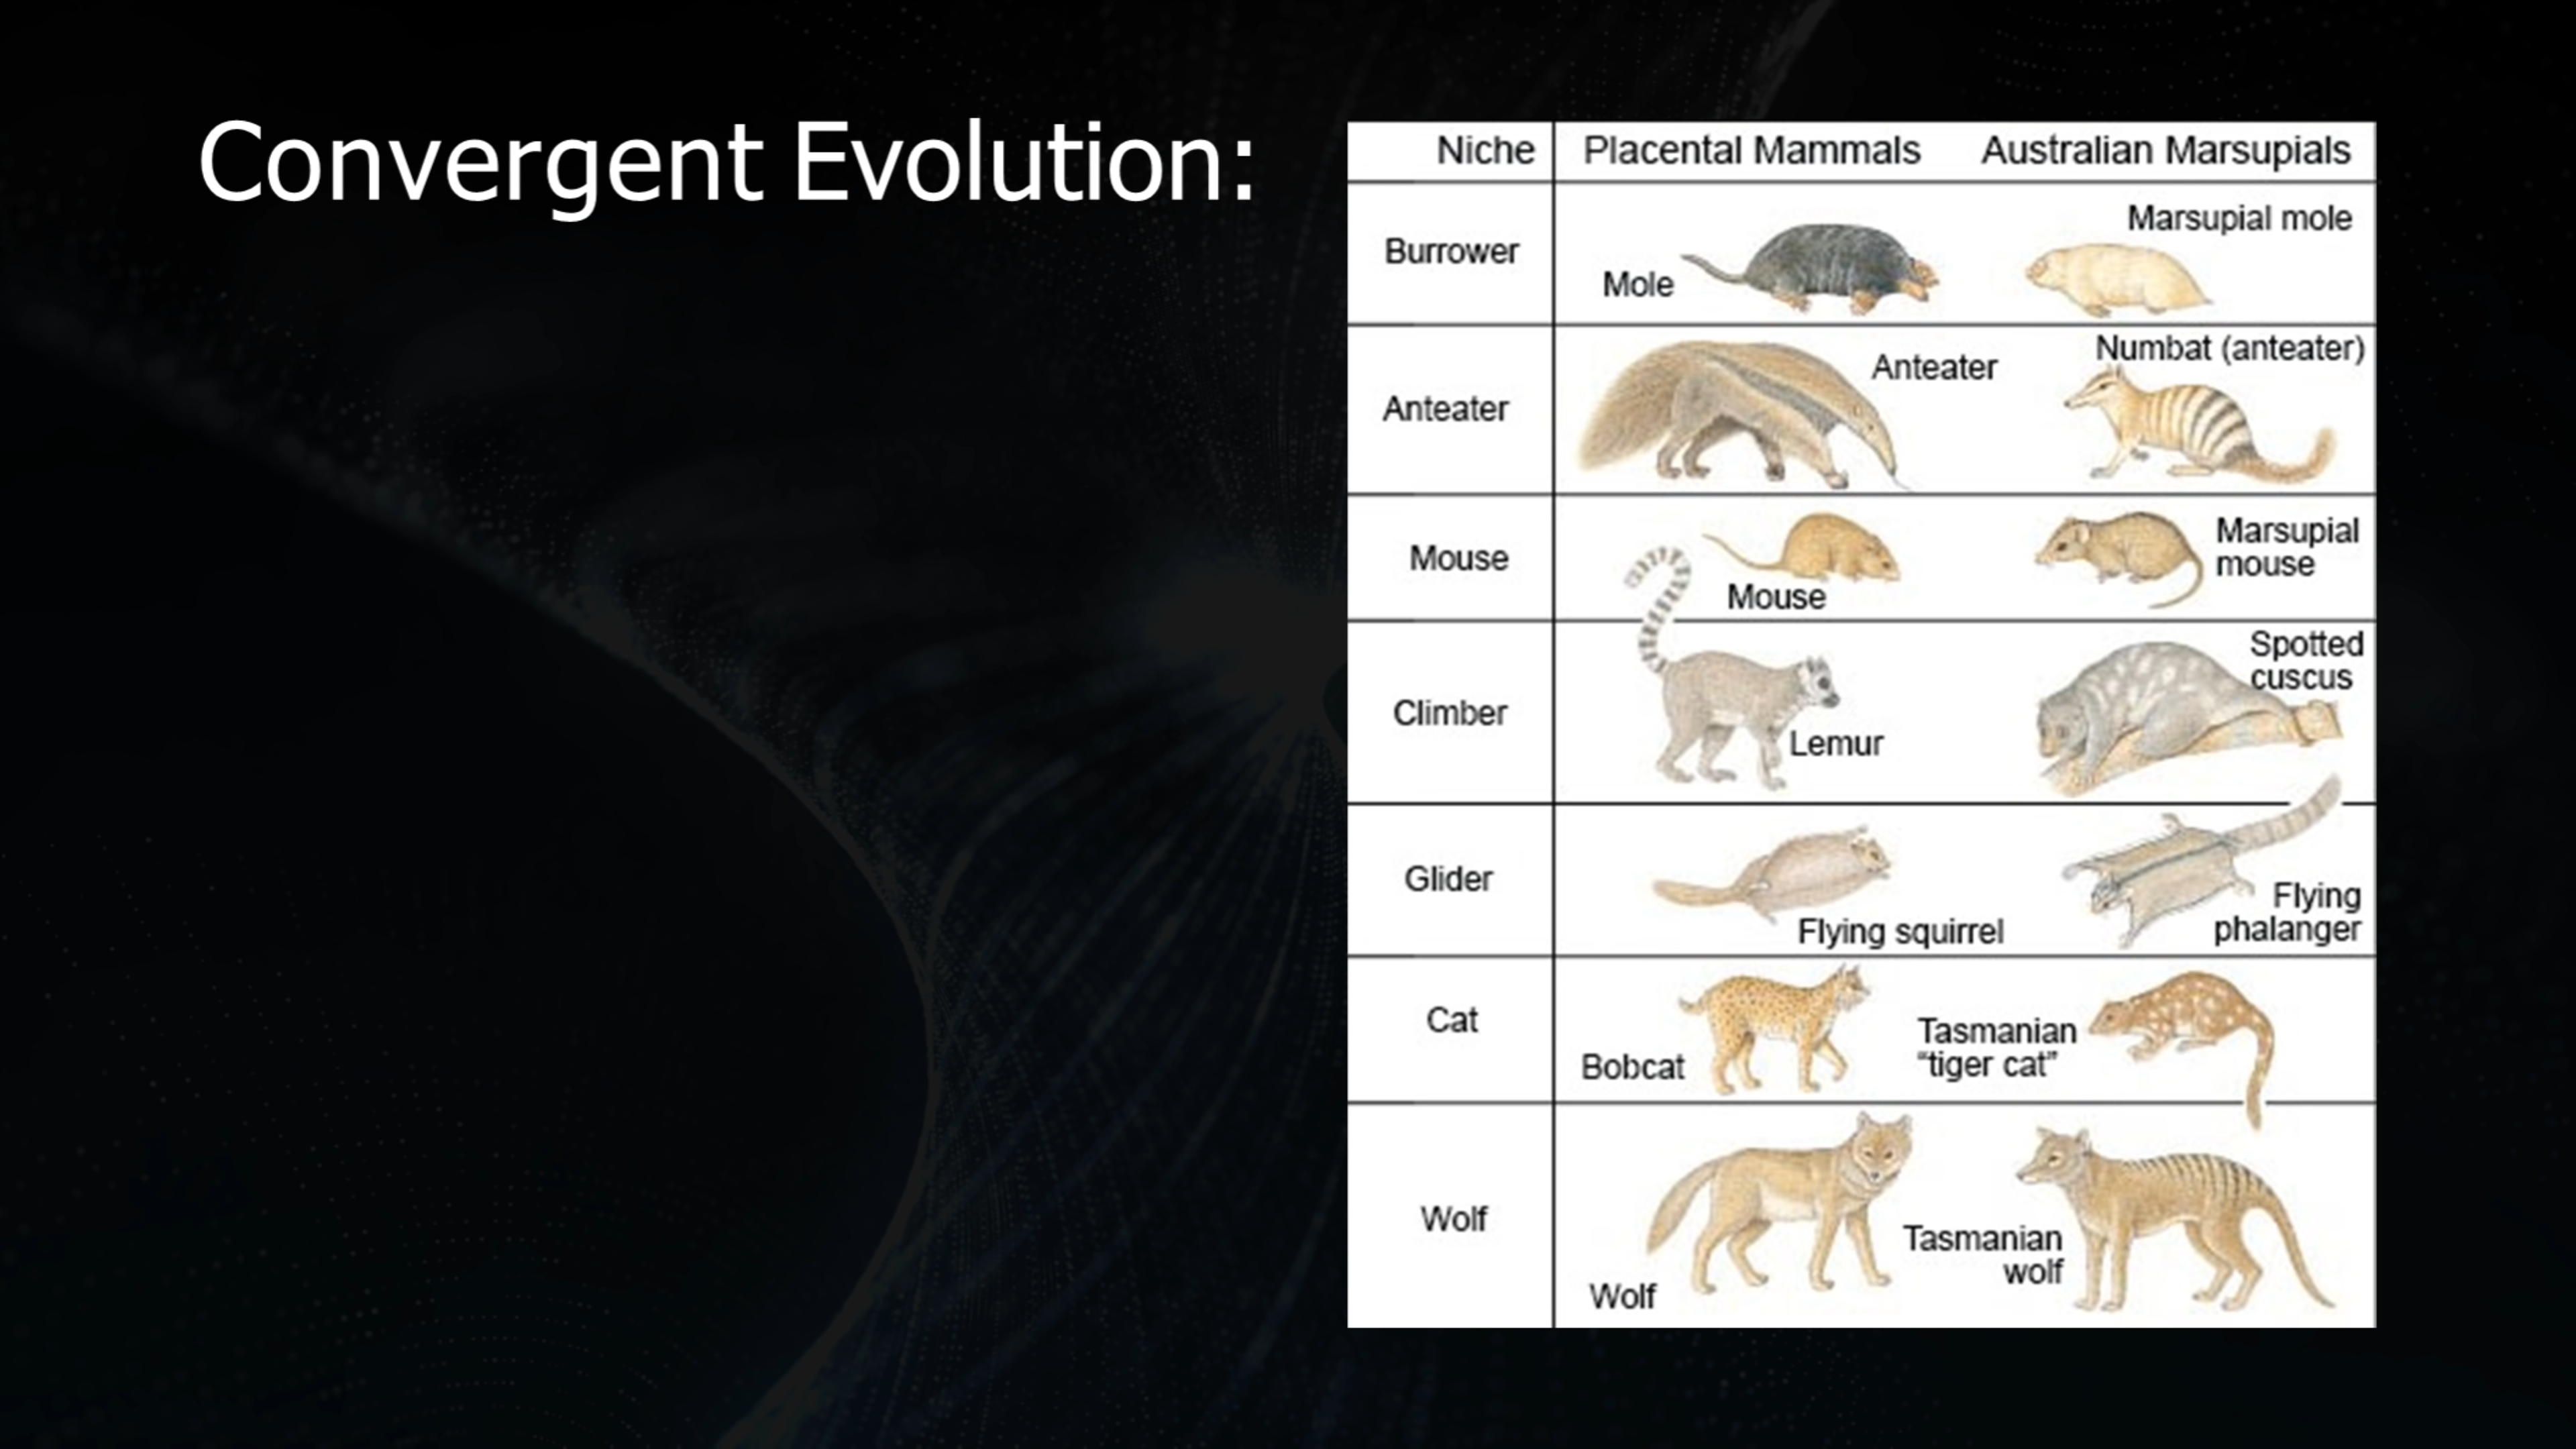 Convergent Evolution:
Niche Placental Mammals Australian Marsupials
Burrower
Mole
Marsupial mole
Anteater
Anteater
Numbat (anteater)
Mouse
Mouse
Marsupial
mouse
Climber
Lemur
Spotted
cuscus
Glider
Flying squirrel
Flying
phalanger
Cat
Bobcat
Tasmanian
“tiger cat”
Wolf
Wolf
Tasmanian
wolf